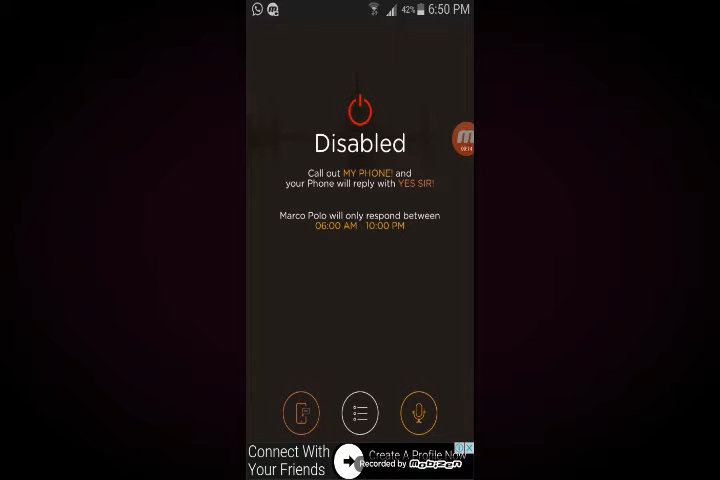 42% 6:50 PM
Disabled
Call out MY PHONE! and
your Phone will reply with YES SIR!
Marco Polo will only respond between
06:00 AM 10:00 PM
Connect With
Your Friends
Create A Profile Now
Recorded by MOBIZEN